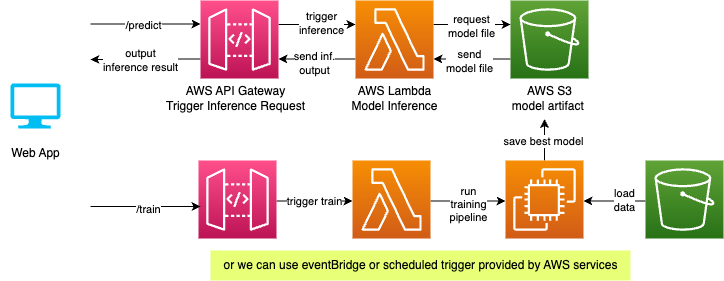 /predict
trigger
inference
request
model file
output
inference result
send inf.
output
send
model file
AWS API Gateway
Trigger Inference Request
AWS Lambda
Model Inference
AWS S3
model artifact
Web App
save best model
/train
trigger train
run
training
pipeline
load
data
or we can use eventBridge or scheduled trigger provided by AWS services